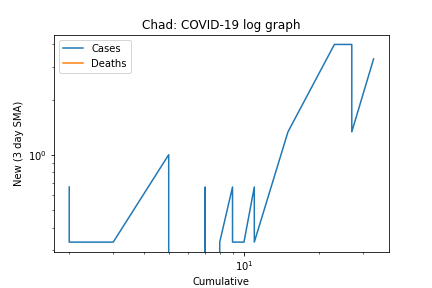 Chad: COVID-19 log graph
Cases
Deaths
New (3 day SMA)
10⁰
10¹
Cumulative